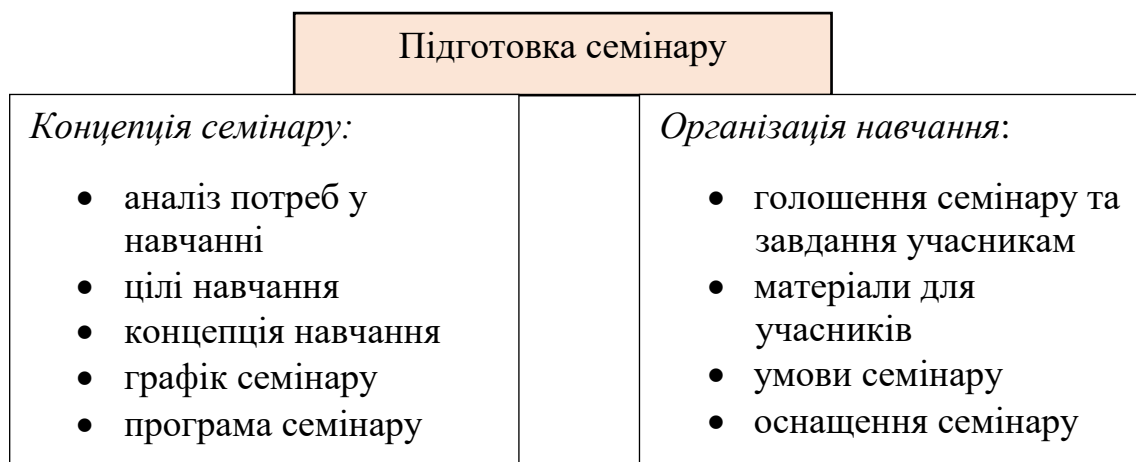 Підготовка семінару
Концепція семінару:
• аналіз потреб у
навчанні
• цілі навчання
• концепція навчання
• графік семінару
• програма семінару
Організація навчання:
• голошення семінару та
завдання учасникам
• матеріали для
учасників
• умови семінару
• оснащення семінару